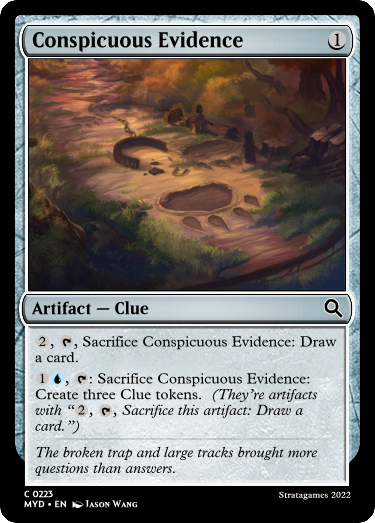 Conspicuous Evidence 1
Artifact — Clue
2, T, Sacrifice Conspicuous Evidence: Draw
a card.
1 U, T: Sacrifice Conspicuous Evidence:
Create three Clue tokens. (They're artifacts
with “2, T, Sacrifice this artifact: Draw a
card.”)
The broken trap and large tracks brought more
questions than answers.
C 0223
MYD • EN Jason Wang
Stratagames 2022